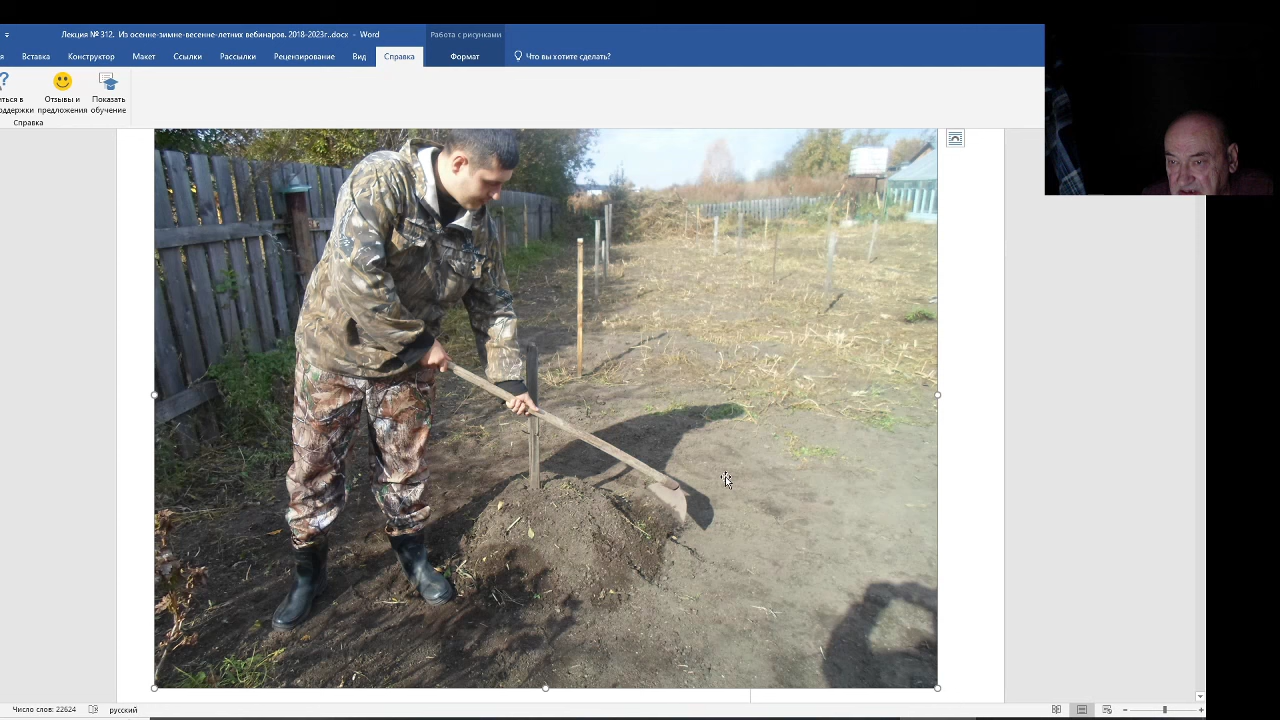 Лекция № 312.  Из осенне-зимне-весенне-летних вебинаров. 2018-2023г..docx  -  Word
Работа с рисунками
Вставка
Конструктор
Макет
Ссылки
Рассылки
Рецензирование
Вид
Справка
Формат
Что вы хотите сделать?
Отзывы и предложения
Показать обучение
Справка
Число слов: 22624
русский